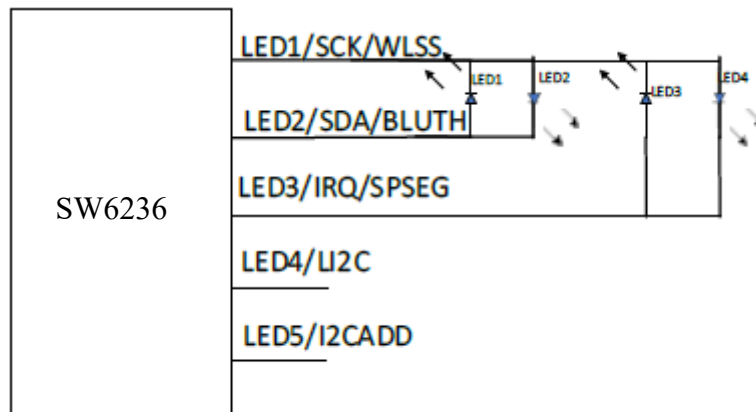 LED1/SCK/WLSS
LED1
LED2
LED3
LED4
LED2/SDA/BLUTH
LED3/IRQ/SPSEG
SW6236
LED4/LI2C
LED5/I2CADD